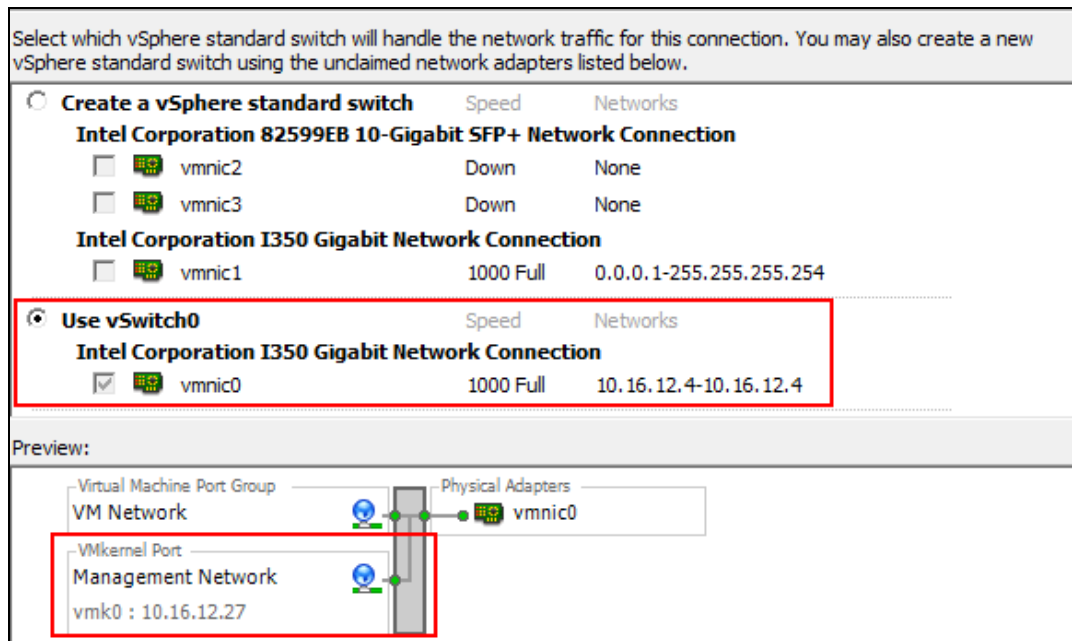 Select which vSphere standard switch will handle the network traffic for this connection. You may also create a new
vSphere standard switch using the unclaimed network adapters listed below.
Create a vSphere standard switch Speed Networks
Intel Corporation 82599EB 10-Gigabit SFP+ Network Connection
vmnic2 Down None
vmnic3 Down None
Intel Corporation I350 Gigabit Network Connection
vmnic1 1000 Full 0.0.0.1-255.255.255.254
Use vSwitch0 Speed Networks
Intel Corporation I350 Gigabit Network Connection
vmnic0 1000 Full 10.16.12.4-10.16.12.4
Preview:
Virtual Machine Port Group Physical Adapters
VM Network vmnic0
VMkernel Port
Management Network
vmk0 : 10.16.12.27